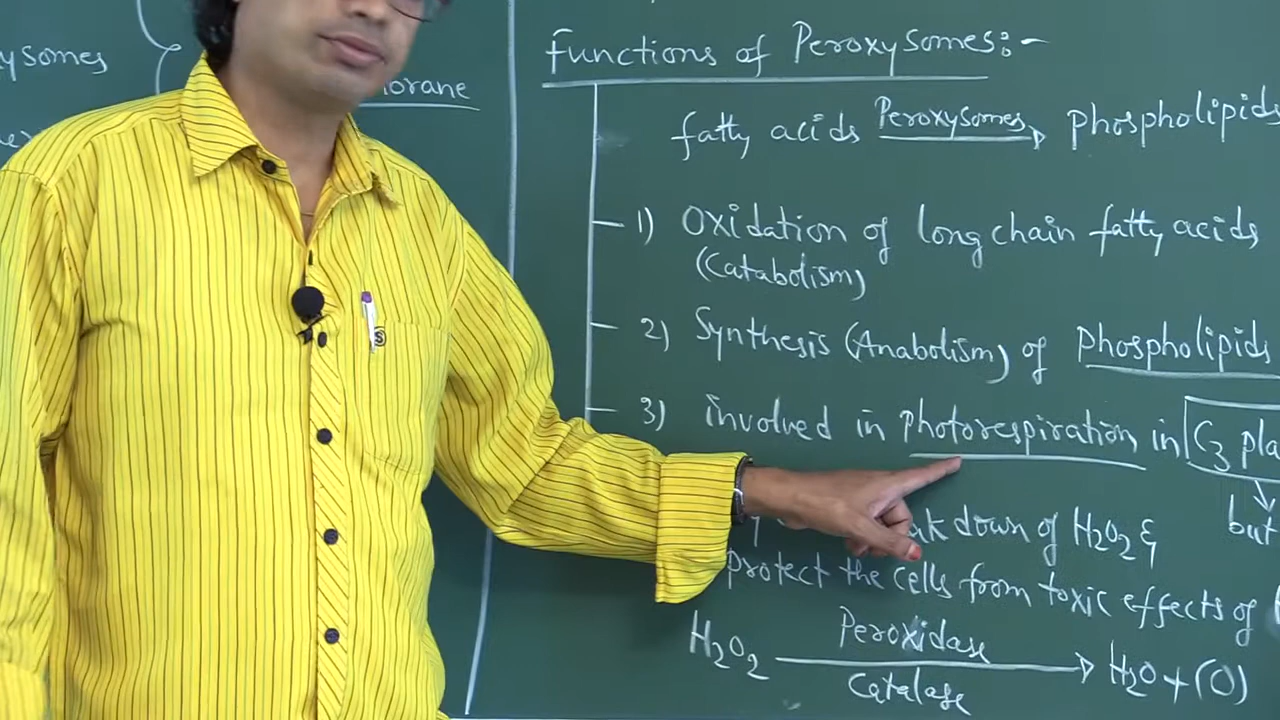 ysomes
orane
Functions of Peroxysomes:-
fatty acids Peroxysomes → phospholipids
1) Oxidation of long chain fatty acids
(Catabolism)
2) Synthesis (Anabolism) of phospholipids
3) involved in photorespiration in C3 pla
but
akdown of H2O2 &
protect the cells from toxic effects of
H2O2 Peroxidase → H2O + (O)
Catalase
S